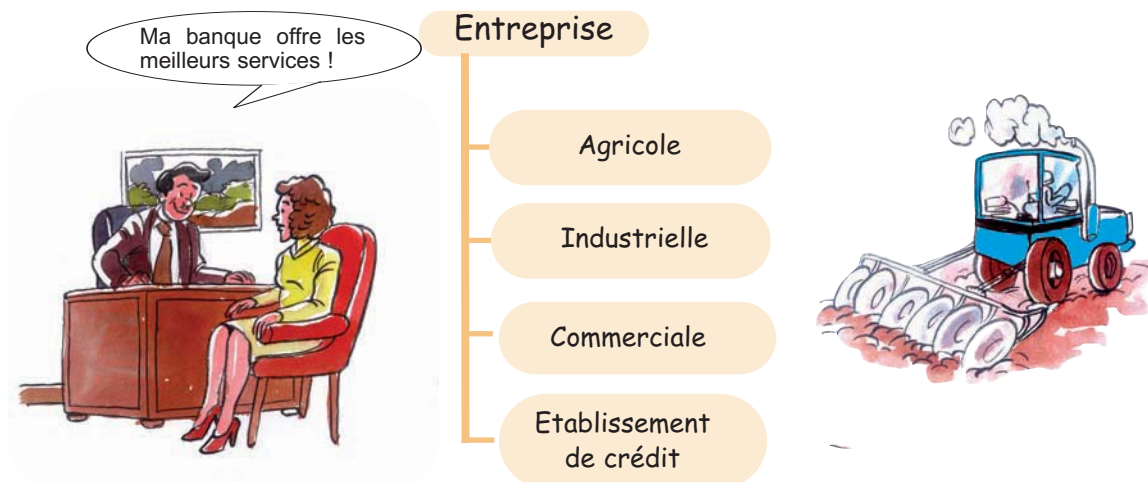 Ma banque offre les
meilleurs services !
Entreprise
Agricole
Industrielle
Commerciale
Etablissement
de crédit